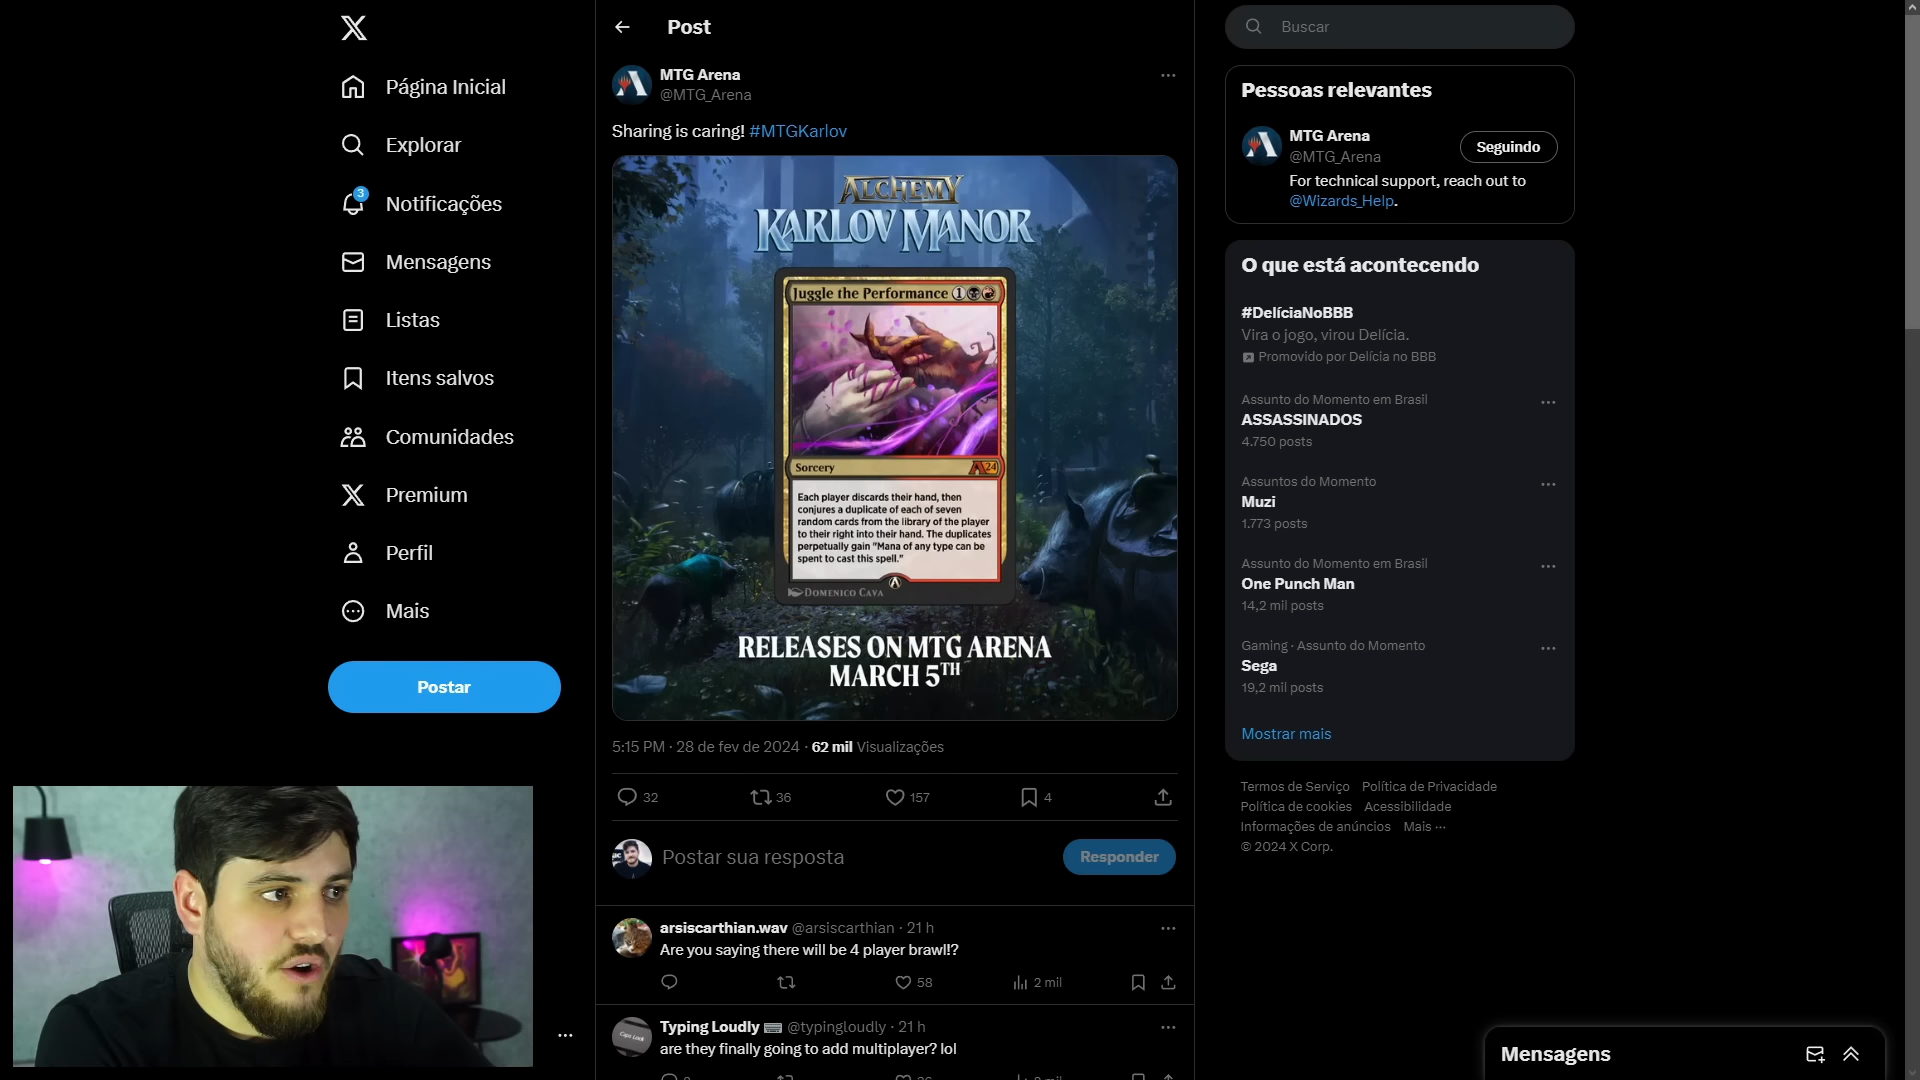 Post
Buscar
Página Inicial
Explorar
3
Notificações
Mensagens
Listas
Itens salvos
Comunidades
Premium
Perfil
Mais
Postar
MTG Arena
@MTG_Arena
Sharing is caring! #MTGKarlov
ALCHEMY
KARLOV MANOR
Juggle the Performance 1
Sorcery
A24
Each player discards their hand, then
conjures a duplicate of each of seven
random cards from the library of the player
to their right into their hand. The duplicates
perpetually gain "Mana of any type can be
spent to cast this spell."
DOMENICO CAVA
RELEASES ON MTG ARENA
MARCH 5TH
5:15 PM · 28 de fev de 2024 · 62 mil Visualizações
32
36
157
4
Postar sua resposta
Responder
arsiscarthian.wav @arsiscarthian · 21 h
Are you saying there will be 4 player brawl!?
58
2 mil
Typing Loudly @typingloudly · 21 h
are they finally going to add multiplayer? lol
Pessoas relevantes
MTG Arena
@MTG_Arena
Seguindo
For technical support, reach out to
@Wizards_Help.
O que está acontecendo
#DelíciaNoBBB
Vira o jogo, virou Delícia.
Promovido por Delícia no BBB
Assunto do Momento em Brasil
ASSASSINADOS
4.750 posts
Assuntos do Momento
Muzi
1.773 posts
Assunto do Momento em Brasil
One Punch Man
14,2 mil posts
Gaming · Assunto do Momento
Sega
19,2 mil posts
Mostrar mais
Termos de Serviço Política de Privacidade
Política de cookies Acessibilidade
Informações de anúncios Mais ···
© 2024 X Corp.
Mensagens